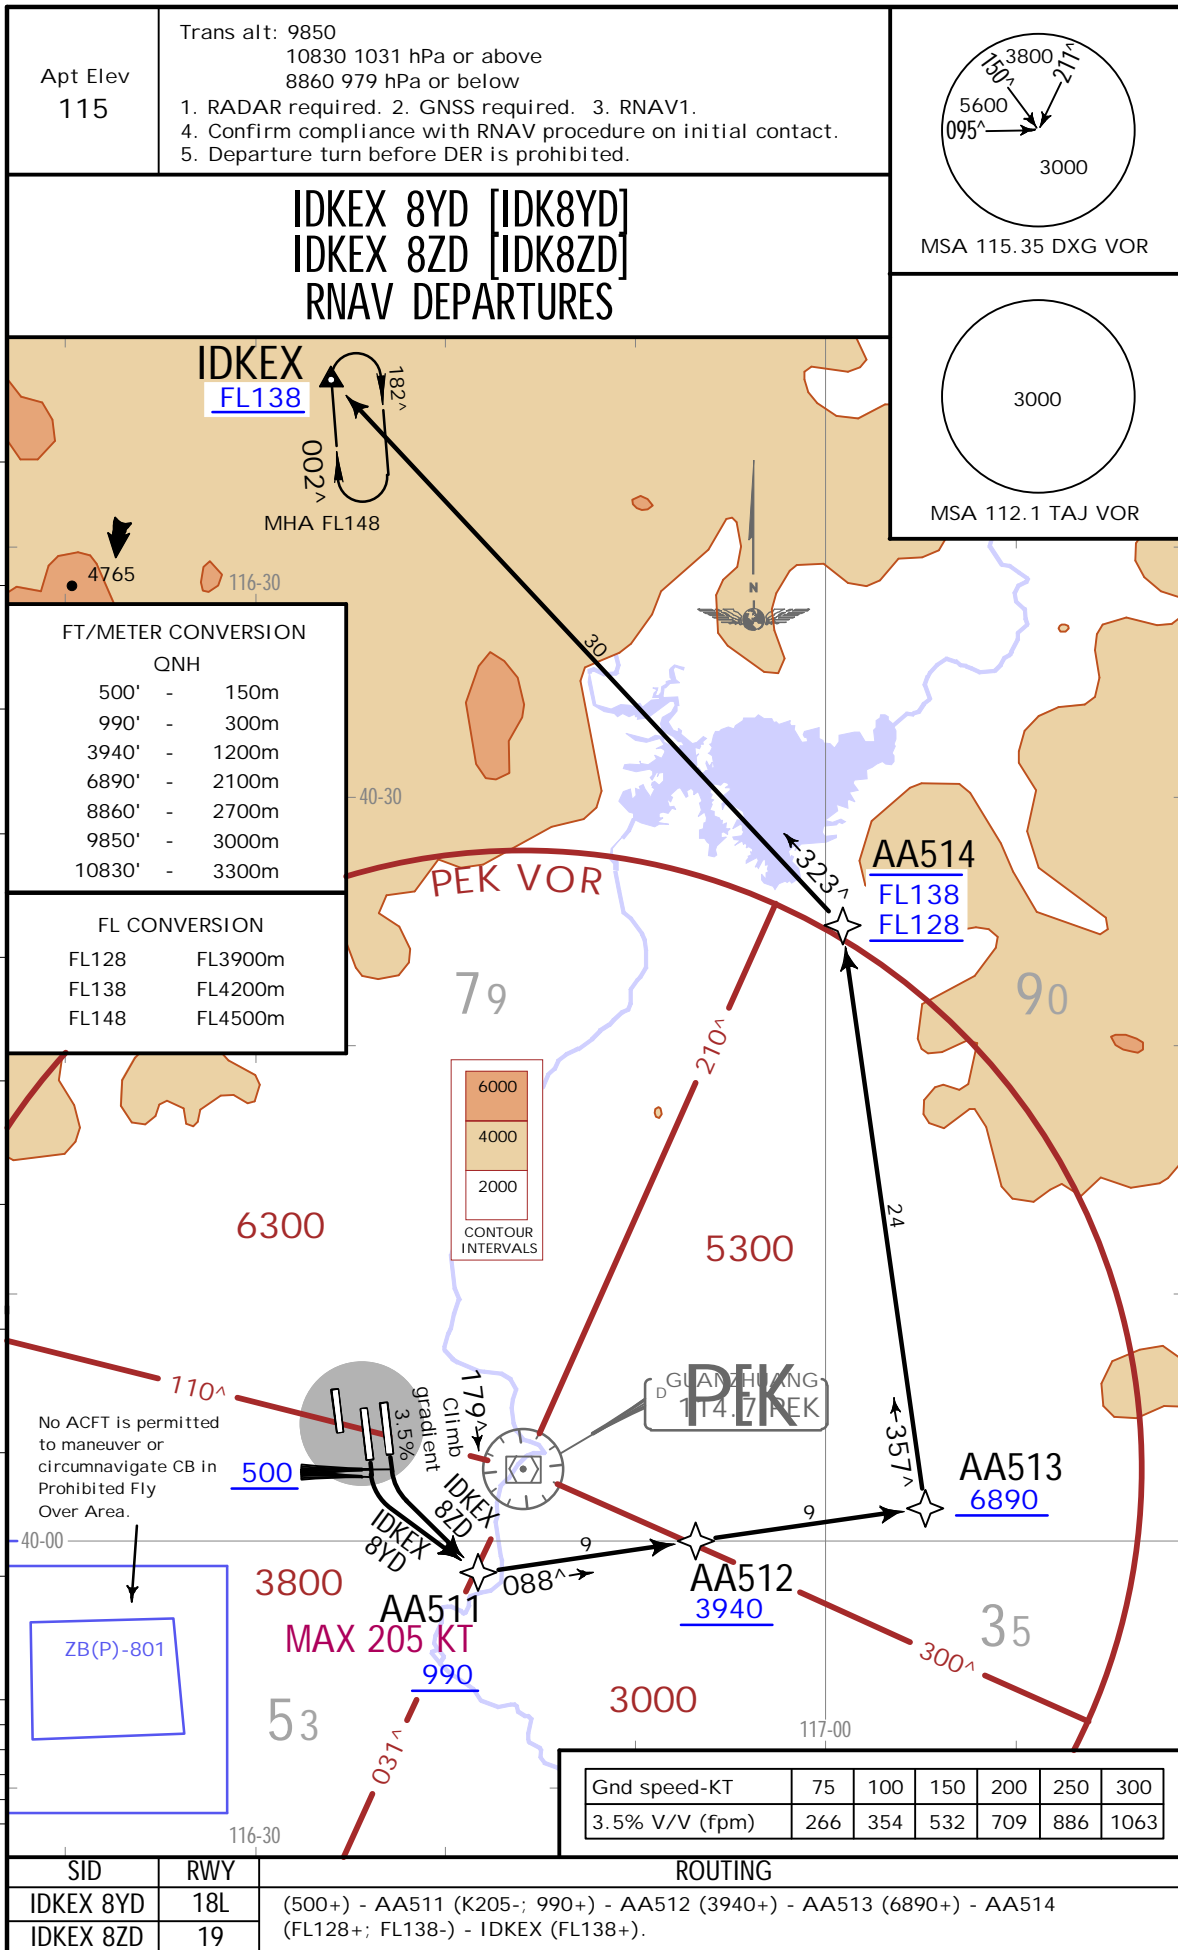 Apt Elev
115
Trans alt: 9850
10830 1031 hPa or above
8860 979 hPa or below
1. RADAR required. 2. GNSS required. 3. RNAV1.
4. Confirm compliance with RNAV procedure on initial contact.
5. Departure turn before DER is prohibited.
3800
150^
211^
5600
095^
3000
MSA 115.35 DXG VOR
IDKEX 8YD [IDK8YD]
IDKEX 8ZD [IDK8ZD]
RNAV DEPARTURES
3000
MSA 112.1 TAJ VOR
IDKEX
FL138
182^
002^
MHA FL148
4765
116-30
N
30
FT/METER CONVERSION
QNH
500' - 150m
990' - 300m
3940' - 1200m
6890' - 2100m
8860' - 2700m
9850' - 3000m
10830' - 3300m
40-30
FL CONVERSION
FL128 FL3900m
FL138 FL4200m
FL148 FL4500m
PEK VOR
323^
AA514
FL138
FL128
79
90
210^
6000
4000
2000
CONTOUR
INTERVALS
6300
5300
24
110^
3.5%
gradient
Climb
179^
D
GUANZHUANG
PEK
114.7 PEK
357^
No ACFT is permitted
to maneuver or
circumnavigate CB in
Prohibited Fly
Over Area.
500
IDKEX
8ZD
IDKEX
8YD
AA513
6890
9
9
40-00
088^
3800
AA511
MAX 205 KT
990
AA512
3940
ZB(P)-801
35
300^
53
3000
117-00
031^
116-30
Gnd speed-KT 75 100 150 200 250 300
3.5% V/V (fpm) 266 354 532 709 886 1063
SID RWY ROUTING
IDKEX 8YD 18L
IDKEX 8ZD 19
(500+) - AA511 (K205-; 990+) - AA512 (3940+) - AA513 (6890+) - AA514
(FL128+; FL138-) - IDKEX (FL138+).